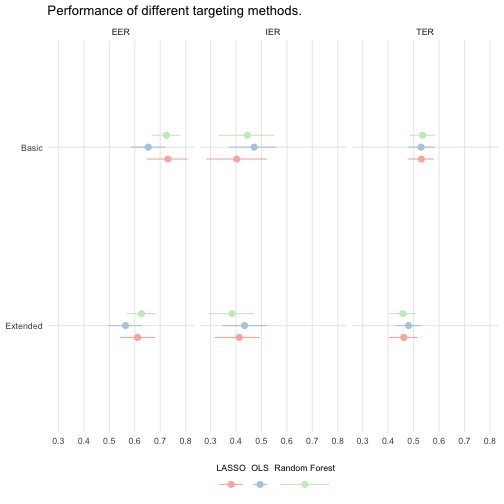 Performance of different targeting methods.
EER IER TER
Basic
Extended
0.3 0.4 0.5 0.6 0.7 0.8 0.3 0.4 0.5 0.6 0.7 0.8 0.3 0.4 0.5 0.6 0.7 0.8
LASSO OLS Random Forest